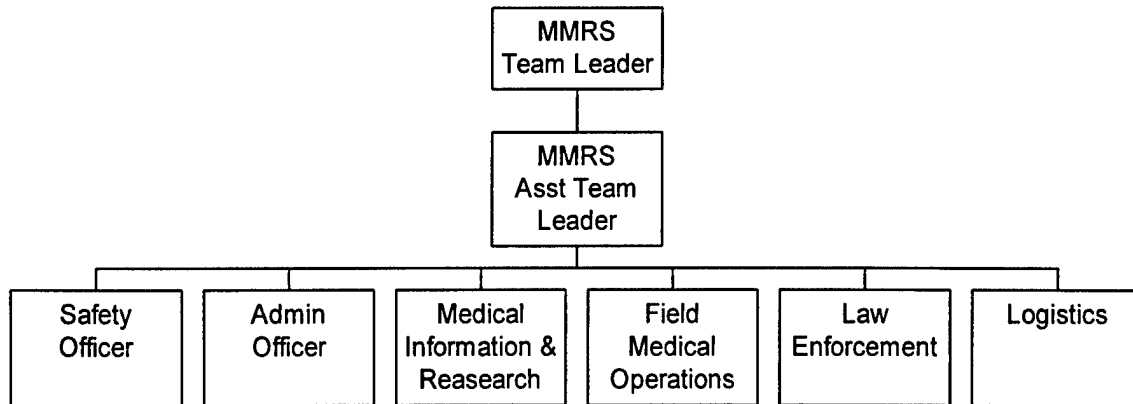 MMRS
Team Leader
MMRS
Asst Team
Leader
Safety
Officer
Admin
Officer
Medical
Information &
Reasearch
Field
Medical
Operations
Law
Enforcement
Logistics